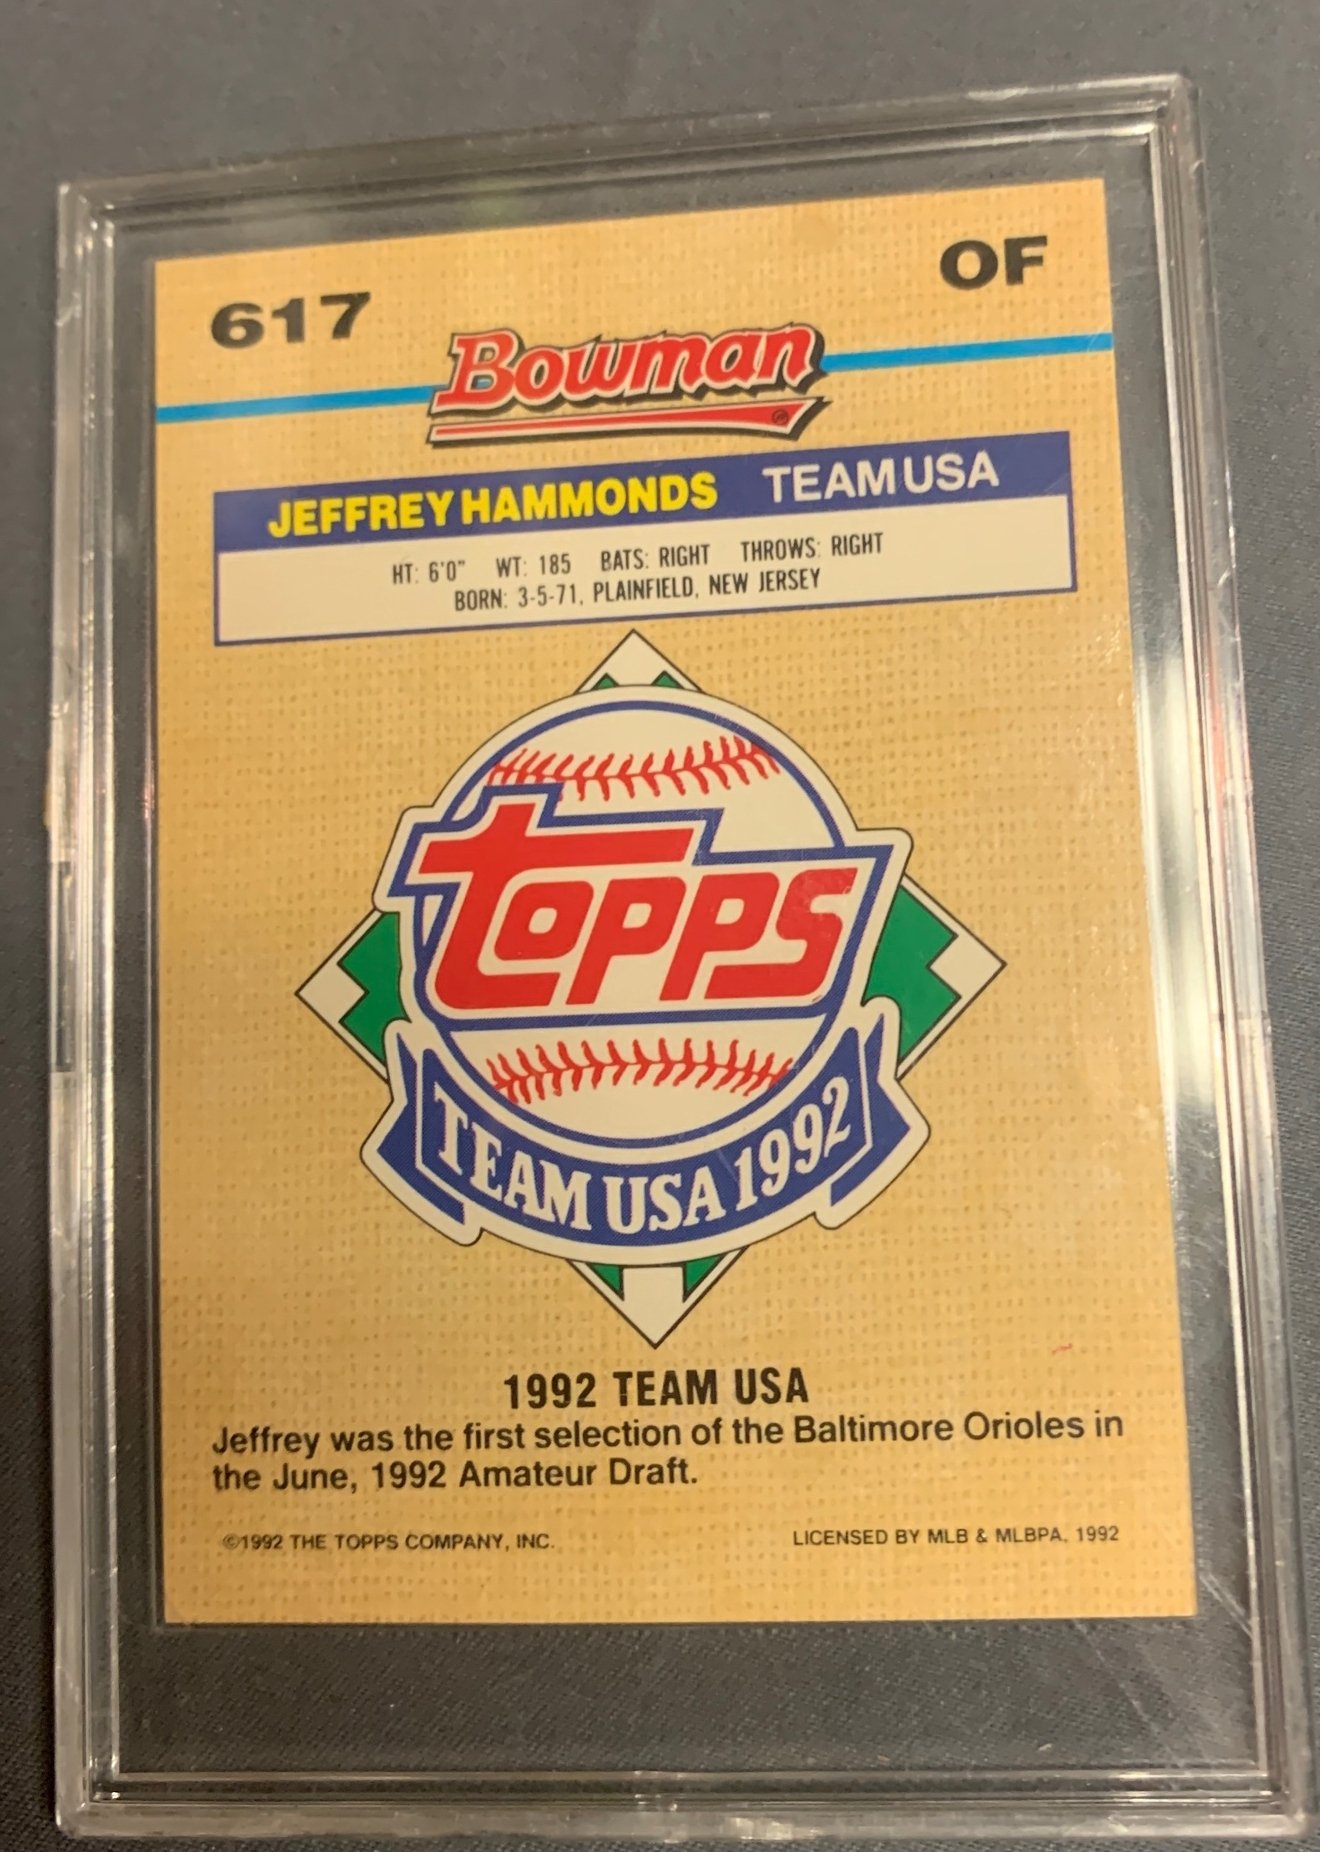 617
OF
Bowman
JEFFREY HAMMONDS TEAM USA
HT: 6'0" WT: 185 BATS: RIGHT THROWS: RIGHT
BORN: 3-5-71, PLAINFIELD, NEW JERSEY
TOPPS
TEAM USA 1992
1992 TEAM USA
Jeffrey was the first selection of the Baltimore Orioles in
the June, 1992 Amateur Draft.
©1992 THE TOPPS COMPANY, INC.
LICENSED BY MLB & MLBPA, 1992